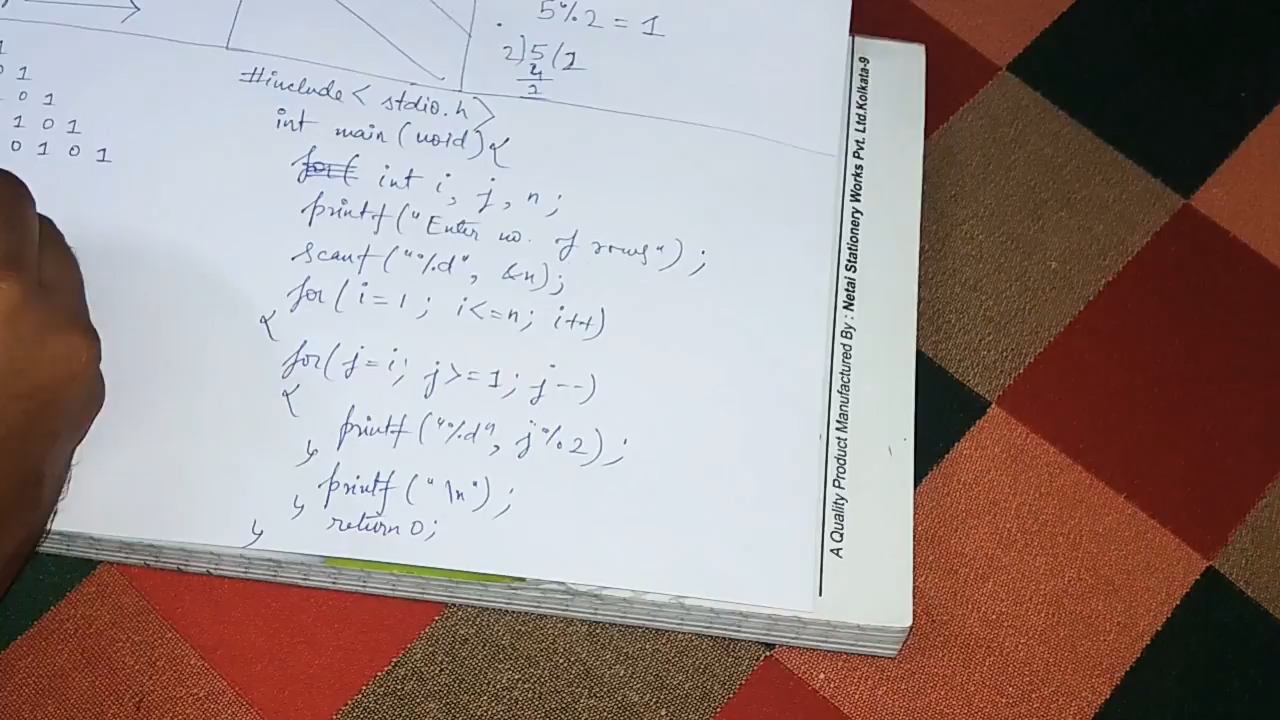 5%2 = 1
2)5(2
4
1
0 1
0 1
1 0 1
0 1 0 1
#include < stdio.h>
int main (void){
int i, j, n;
printf("Enter no. of rows");
scanf("%d", &n);
for( i=1; i<=n; i++)
{
for(j=i; j>=1; j--)
{
printf("%d", j%2);
}
printf("\n");
}
return 0;
}
A Quality Product Manufactured By : Netai Stationery Works Pvt. Ltd.Kolkata-9